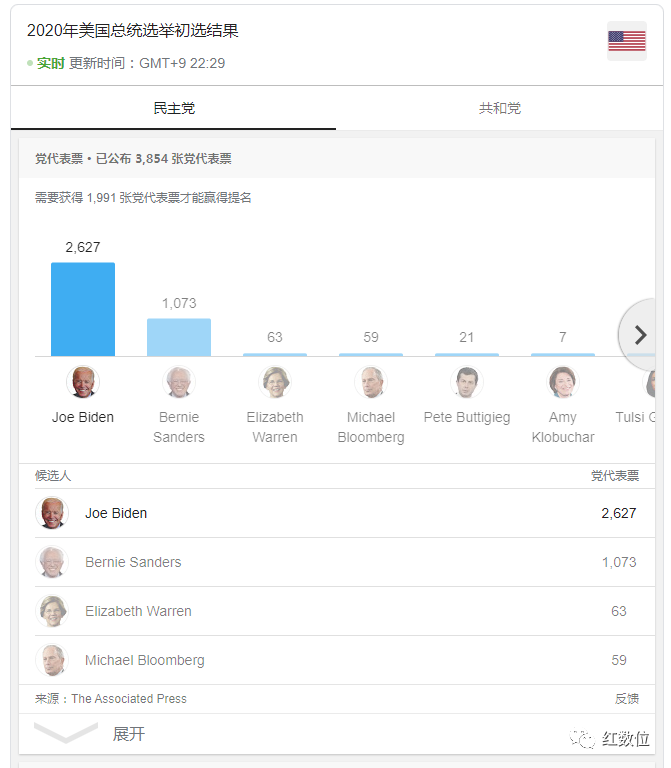 2020年美国总统选举初选结果
实时 更新时间：GMT+9 22:29
民主党
共和党
党代表票 • 已公布 3,854 张党代表票
需要获得 1,991 张党代表票才能赢得提名
2,627
1,073
63
59
21
7
Joe Biden
Bernie
Sanders
Elizabeth
Warren
Michael
Bloomberg
Pete Buttigieg
Amy
Klobuchar
Tulsi G
候选人
党代表票
Joe Biden
2,627
Bernie Sanders
1,073
Elizabeth Warren
63
Michael Bloomberg
59
来源：The Associated Press
反馈
展开
红数位